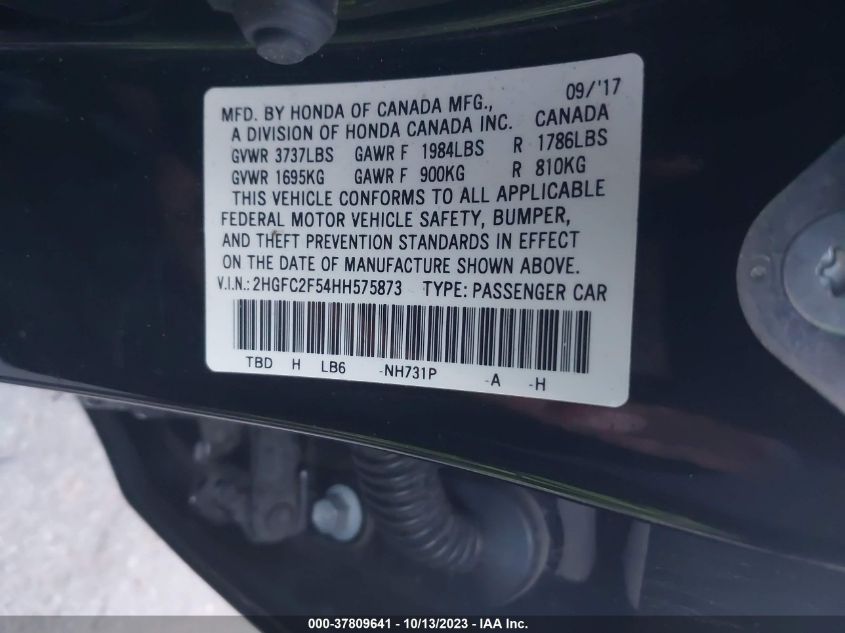 09/'17
MFD. BY HONDA OF CANADA MFG., CANADA
A DIVISION OF HONDA CANADA INC.
GVWR 3737LBS GAWR F 1984LBS R 1786LBS
GVWR 1695KG GAWR F 900KG R 810KG
THIS VEHICLE CONFORMS TO ALL APPLICABLE
FEDERAL MOTOR VEHICLE SAFETY, BUMPER,
AND THEFT PREVENTION STANDARDS IN EFFECT
ON THE DATE OF MANUFACTURE SHOWN ABOVE.
V.I.N.: 2HGFC2F54HH575873 TYPE: PASSENGER CAR
TBD H LB6 -NH731P -A -H
000-37809641 - 10/13/2023 - IAA Inc.